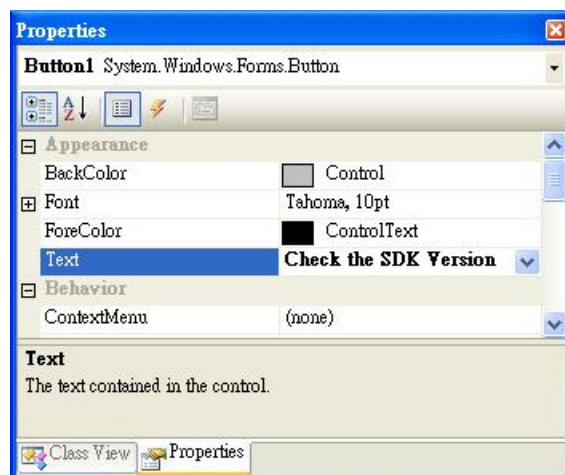 Properties
Button1 System.Windows.Forms.Button
A Z
Appearance
BackColor Control
Font Tahoma, 10pt
ForeColor ControlText
Text Check the SDK Version
Behavior
ContextMenu (none)
Text
The text contained in the control.
Class View Properties